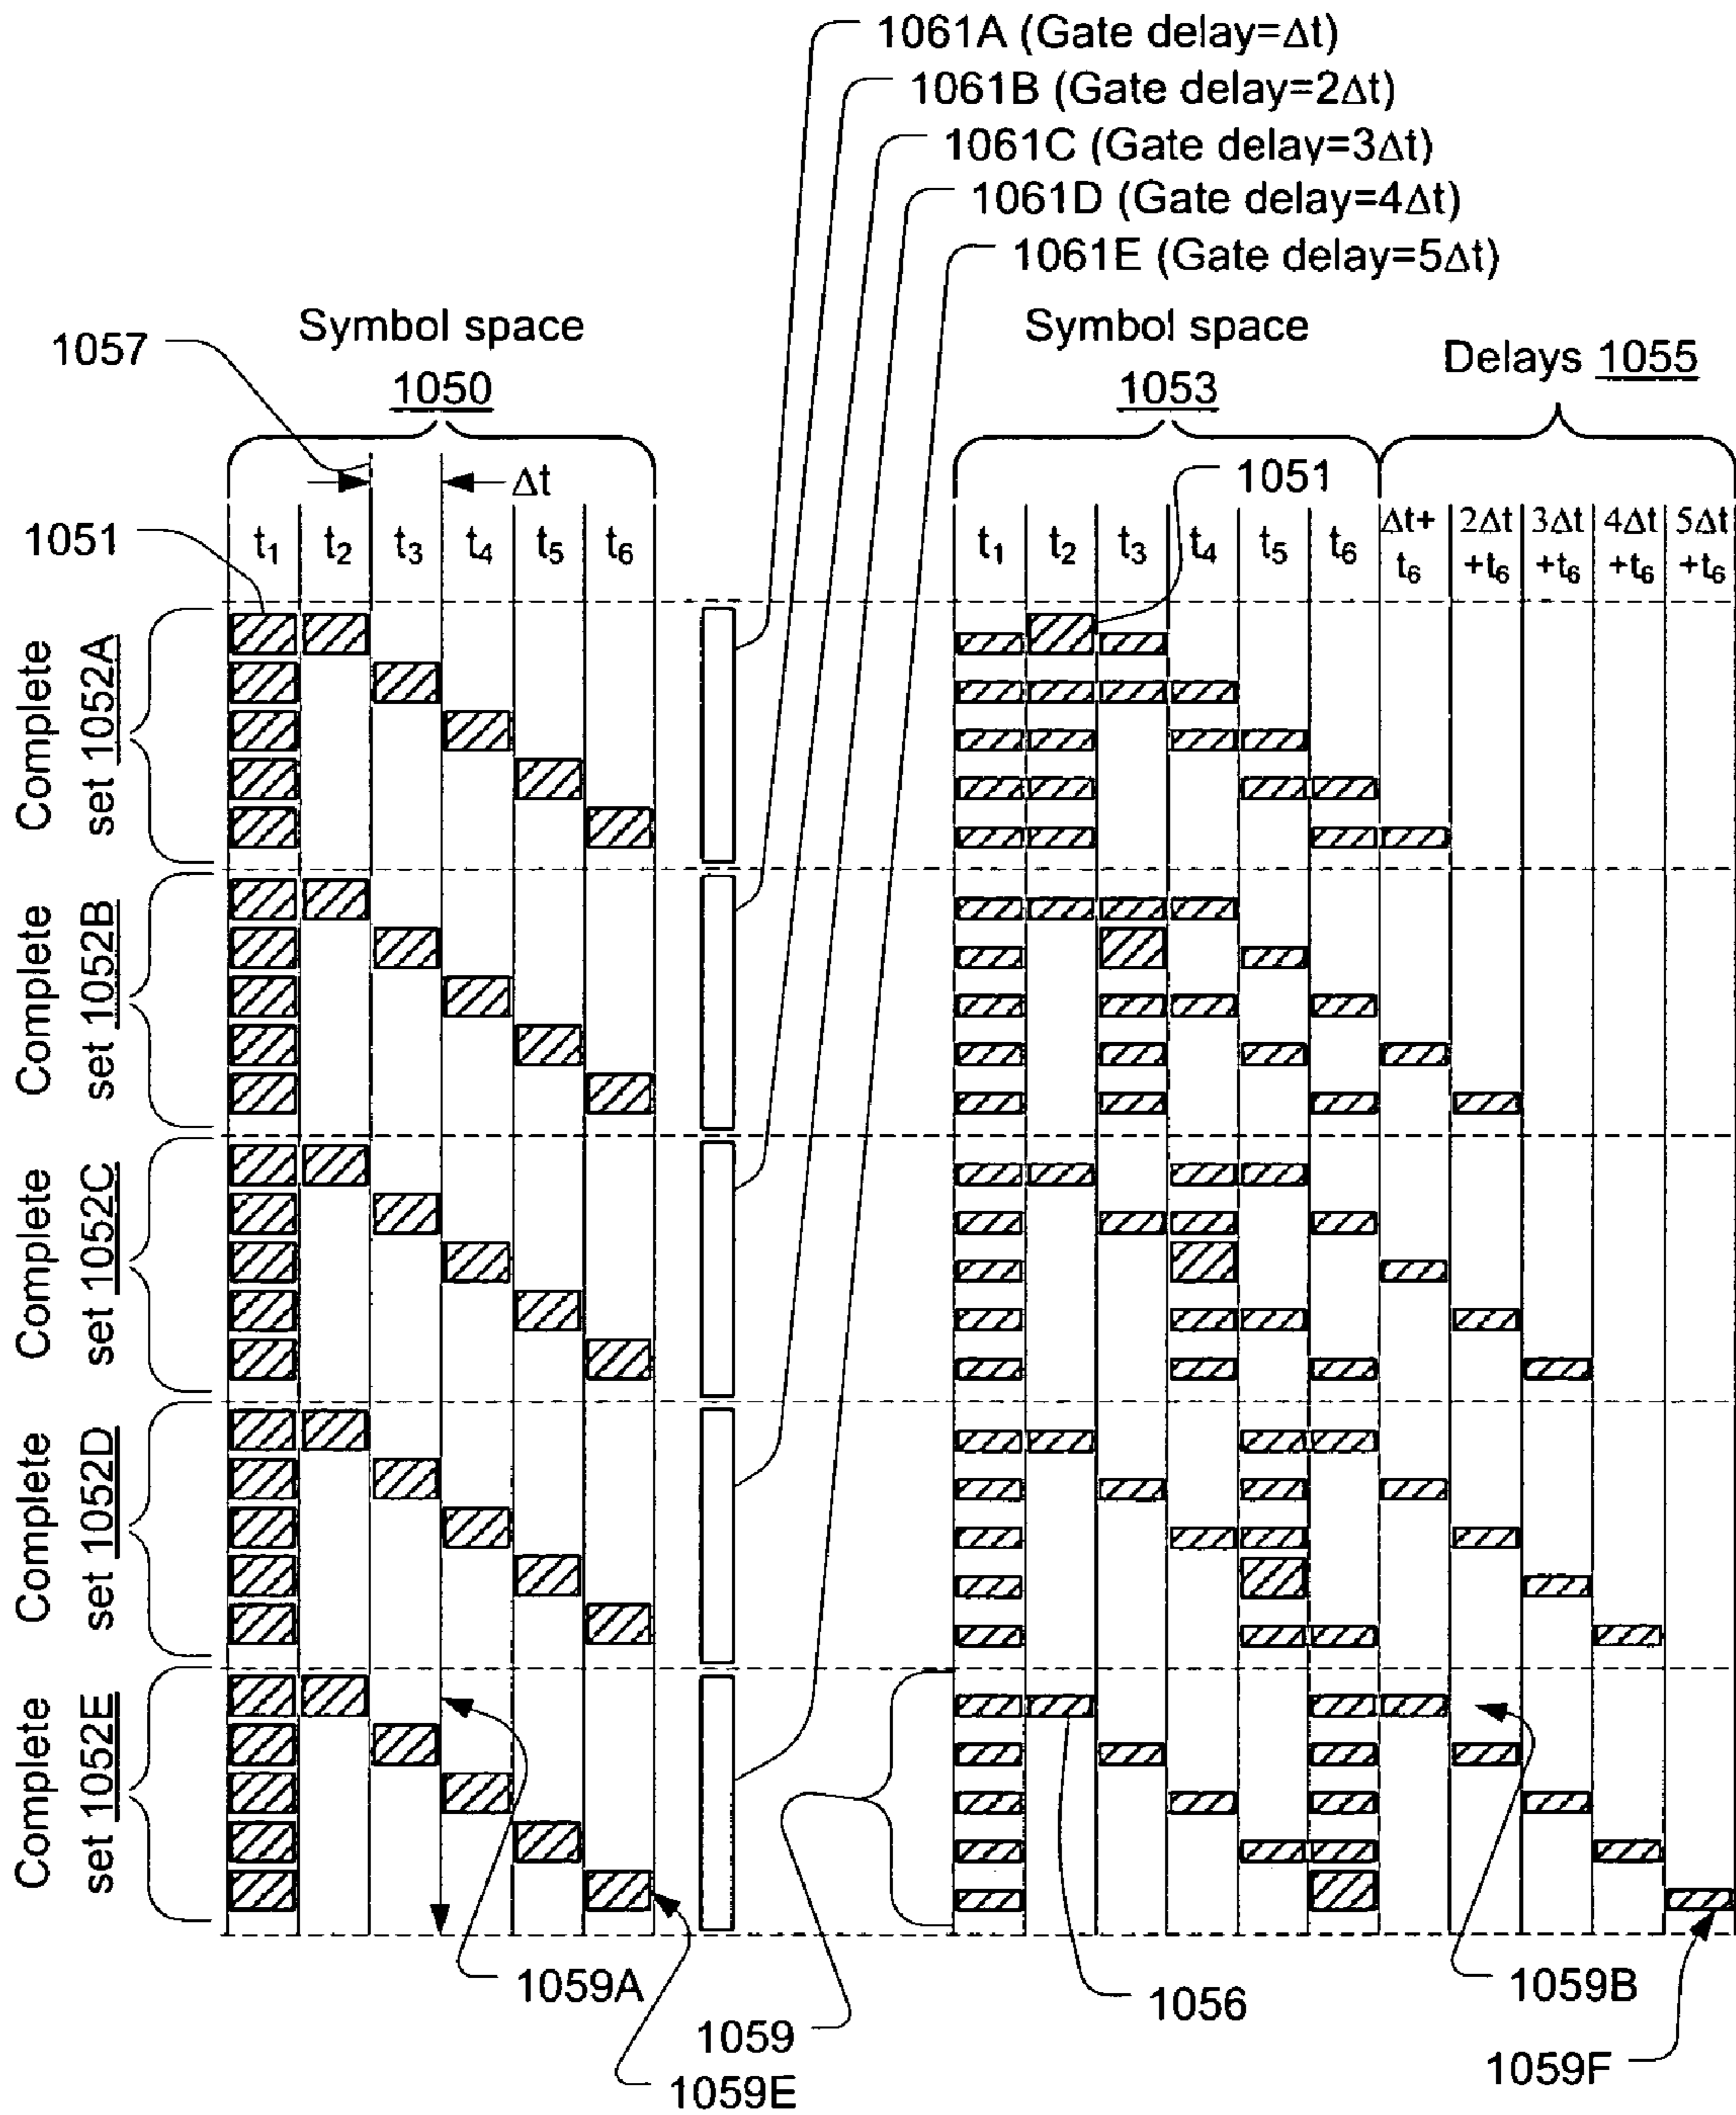 1061A (Gate delay=Δt)
1061B (Gate delay=2Δt)
1061C (Gate delay=3Δt)
1061D (Gate delay=4Δt)
1061E (Gate delay=5Δt)
Symbol space
1050
Symbol space
1053
Delays 1055
1057
Δt
1051
1051
t1 t2 t3 t4 t5 t6
t1 t2 t3 t4 t5 t6
Δt+ t6
2Δt +t6
3Δt +t6
4Δt +t6
5Δt +t6
Complete
set 1052A
Complete
set 1052B
Complete
set 1052C
Complete
set 1052D
Complete
set 1052E
1059A
1059
1059E
1056
1059B
1059F